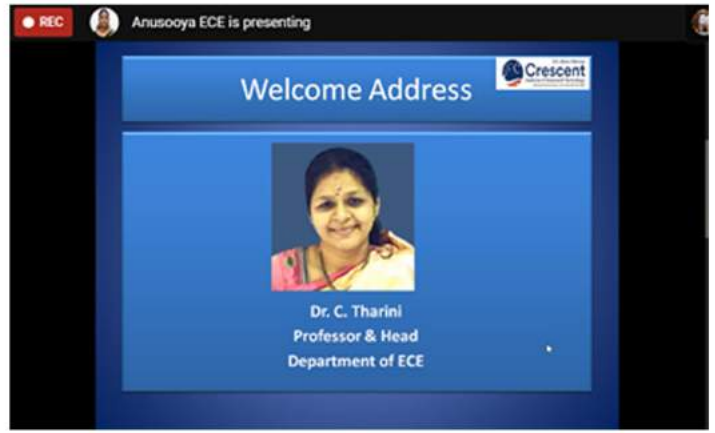 REC
Anusooya ECE is presenting
Welcome Address
Crescent
Dr. C. Tharini
Professor & Head
Department of ECE